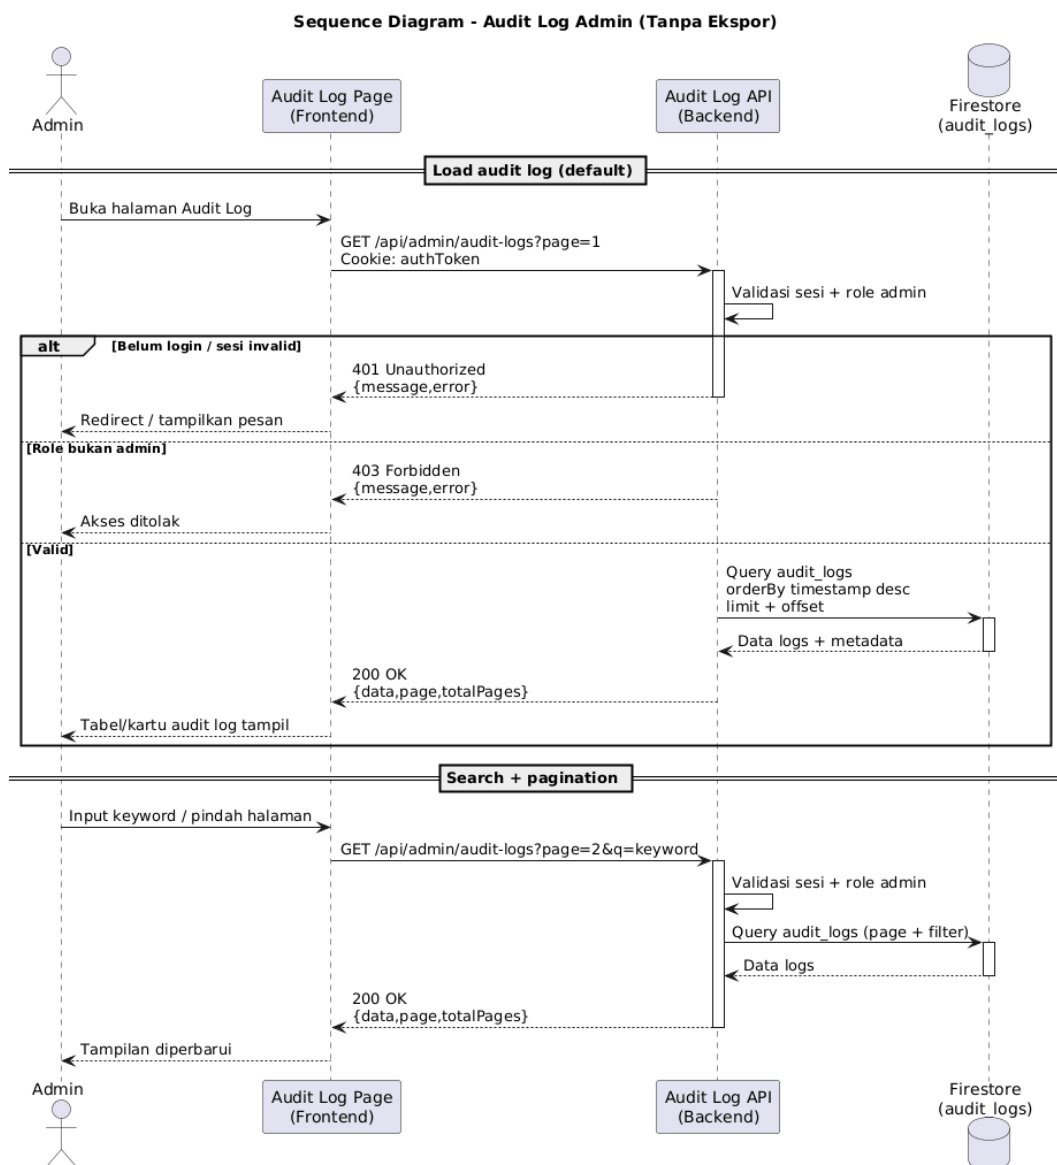 Sequence Diagram - Audit Log Admin (Tanpa Ekspor)
Admin
Audit Log Page
(Frontend)
Audit Log API
(Backend)
Firestore
(audit_logs)
Load audit log (default)
Buka halaman Audit Log
GET /api/admin/audit-logs?page=1
Cookie: authToken
Validasi sesi + role admin
alt
[Belum login / sesi invalid]
401 Unauthorized
{message,error}
Redirect / tampilkan pesan
[Role bukan admin]
403 Forbidden
{message,error}
Akses ditolak
[Valid]
Query audit_logs
orderBy timestamp desc
limit + offset
Data logs + metadata
200 OK
{data,page,totalPages}
Tabel/kartu audit log tampil
Search + pagination
Input keyword / pindah halaman
GET /api/admin/audit-logs?page=2&q=keyword
Validasi sesi + role admin
Query audit_logs (page + filter)
Data logs
200 OK
{data,page,totalPages}
Tampilan diperbarui
Admin
Audit Log Page
(Frontend)
Audit Log API
(Backend)
Firestore
(audit_logs)